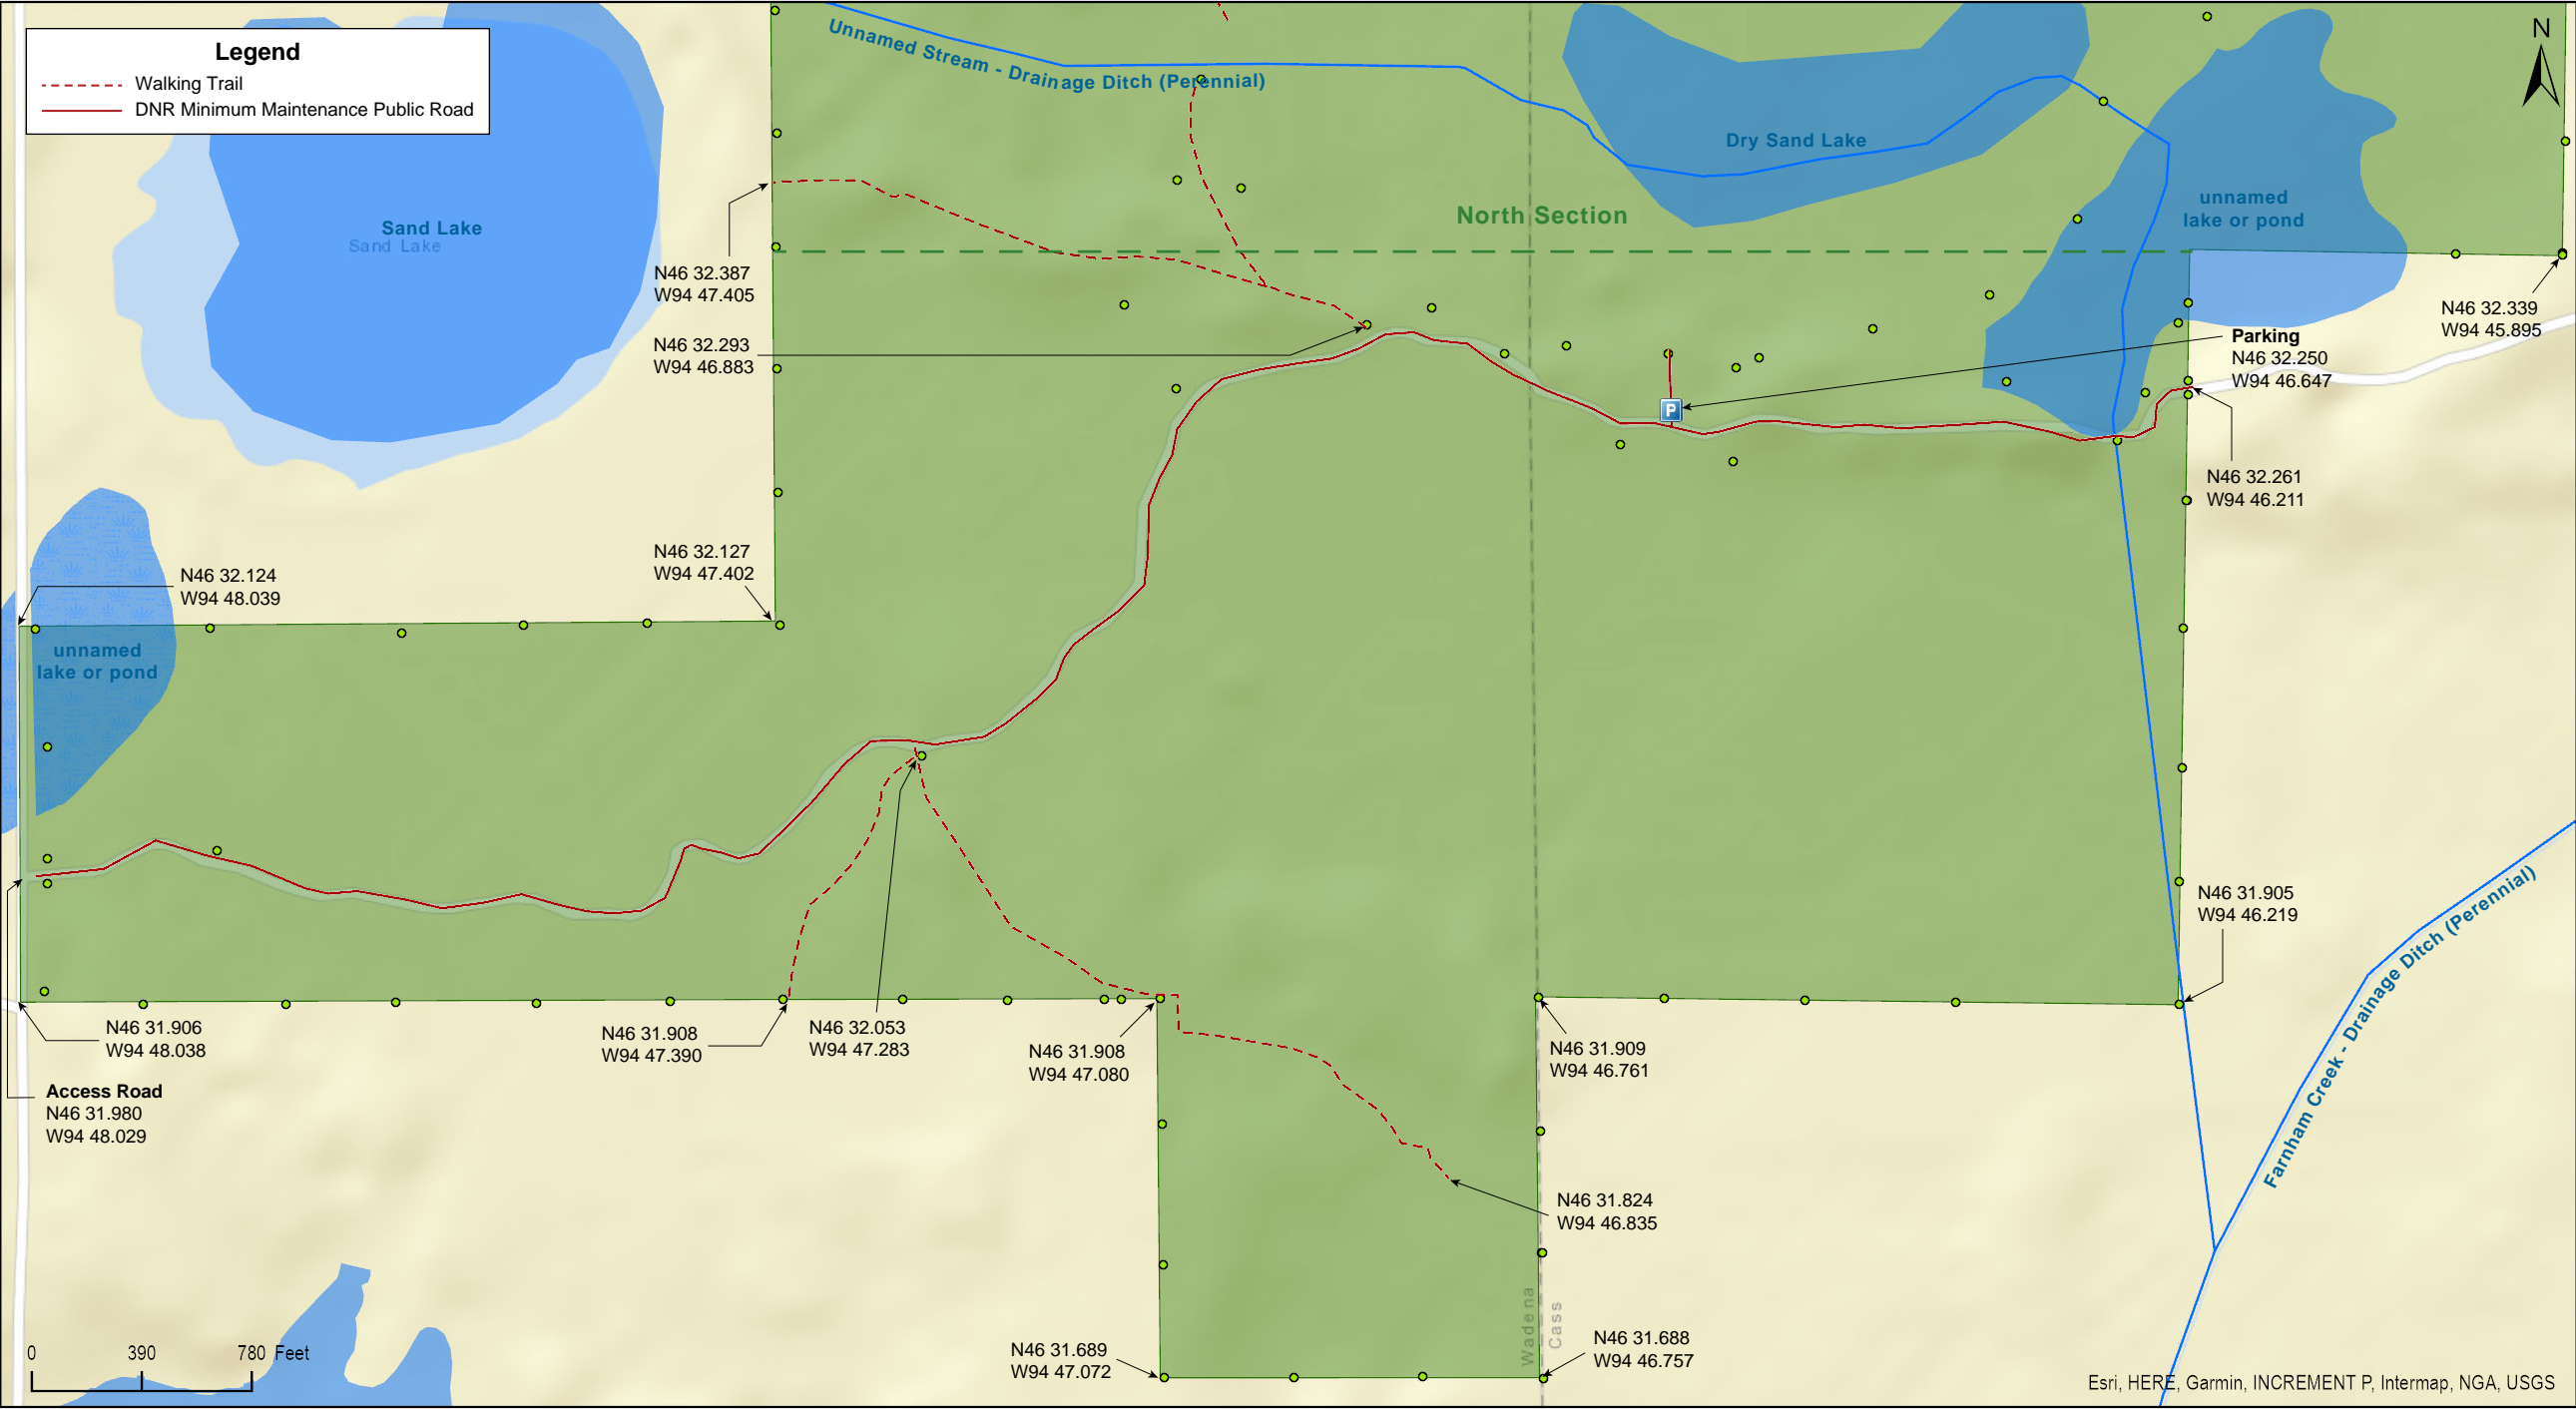 Legend
Walking Trail
DNR Minimum Maintenance Public Road
N
Unnamed Stream - Drainage Ditch (Perennial)
Dry Sand Lake
unnamed
lake or pond
North Section
Sand Lake
Sand Lake
N46 32.387
W94 47.405
N46 32.339
W94 45.895
Parking
N46 32.250
W94 46.647
N46 32.293
W94 46.883
P
N46 32.261
W94 46.211
N46 32.127
W94 47.402
N46 32.124
W94 48.039
unnamed
lake or pond
N46 31.905
W94 46.219
Farnham Creek - Drainage Ditch (Perennial)
N46 31.906
W94 48.038
N46 31.908
W94 47.390
N46 32.053
W94 47.283
N46 31.908
W94 47.080
N46 31.909
W94 46.761
Access Road
N46 31.980
W94 48.029
N46 31.824
W94 46.835
Wadena
Cass
N46 31.689
W94 47.072
N46 31.688
W94 46.757
0 390 780 Feet
Esri, HERE, Garmin, INCREMENT P, Intermap, NGA, USGS